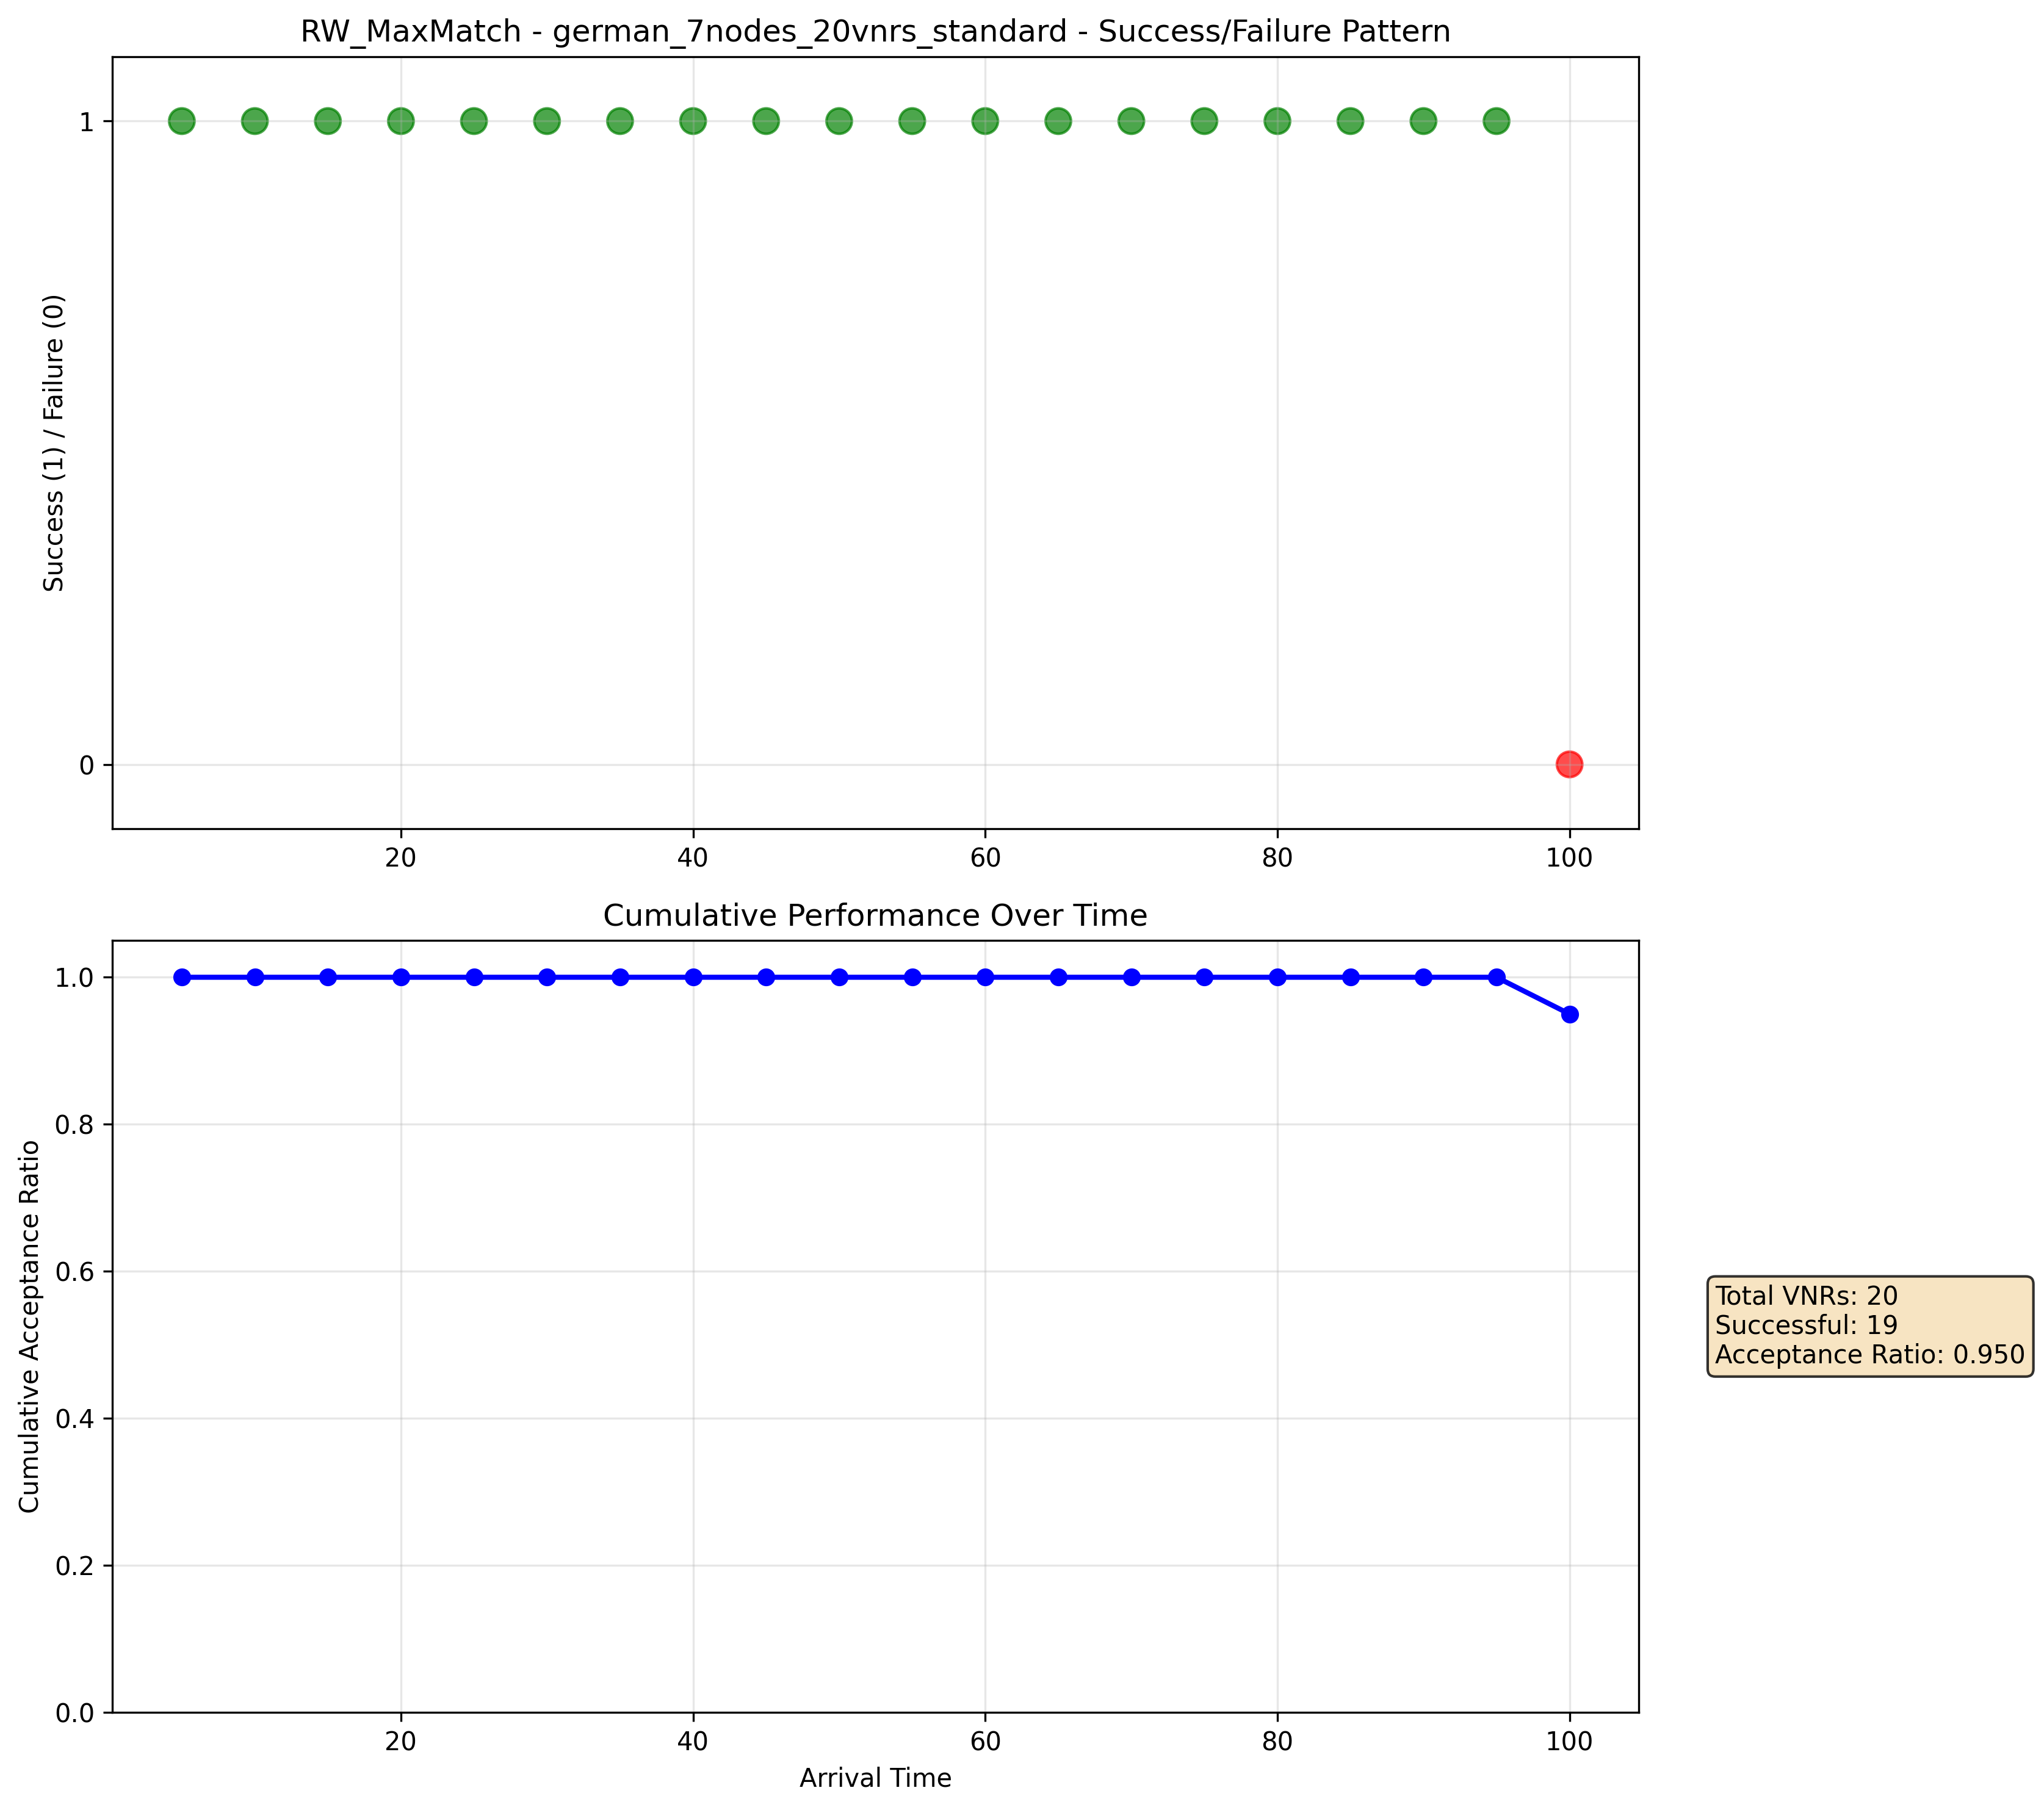 RW_MaxMatch - german_7nodes_20vnrs_standard - Success/Failure Pattern
Success (1) / Failure (0)
1
0
20 40 60 80 100
Cumulative Performance Over Time
Cumulative Acceptance Ratio
1.0
0.8
0.6
0.4
0.2
0.0
20 40 60 80 100
Arrival Time
Total VNRs: 20
Successful: 19
Acceptance Ratio: 0.950